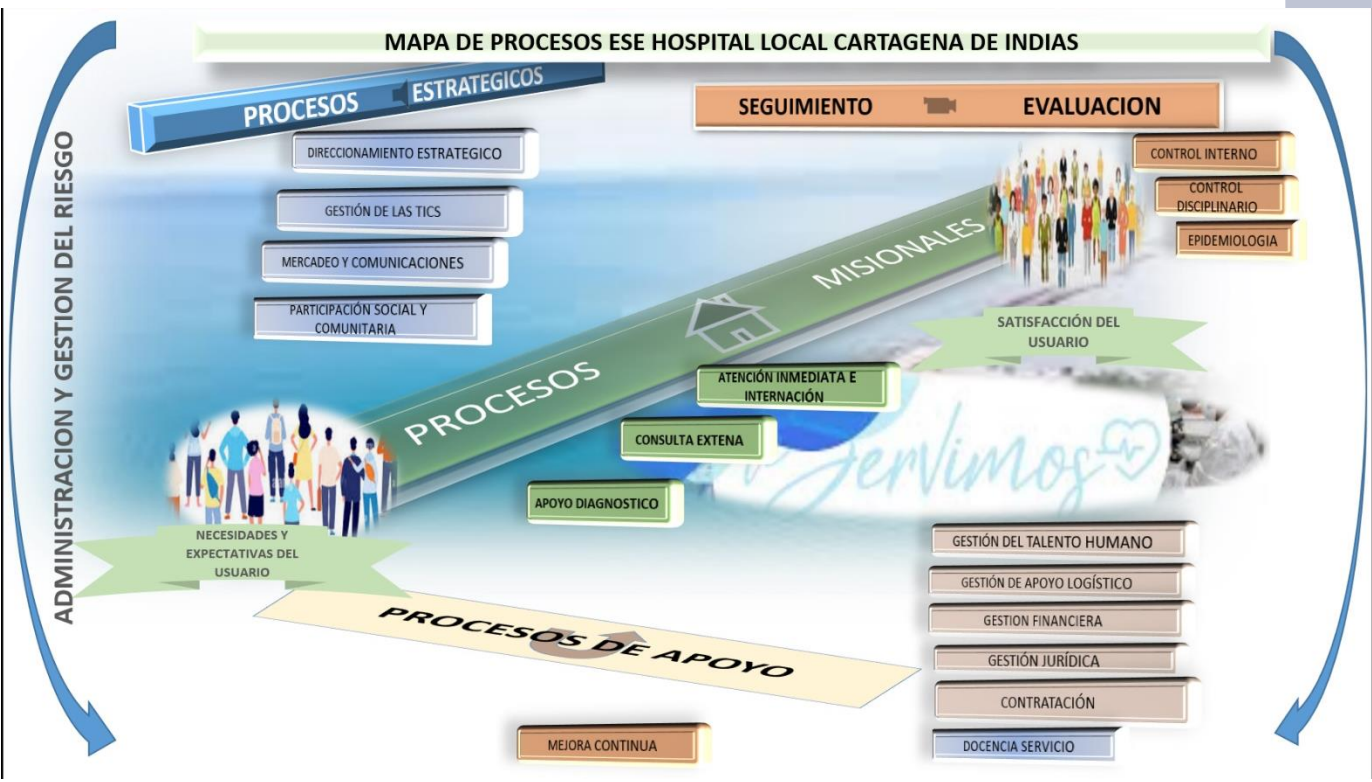 MAPA DE PROCESOS ESE HOSPITAL LOCAL CARTAGENA DE INDIAS
PROCESOS ESTRATEGICOS
SEGUIMIENTO EVALUACION
ADMINISTRACION Y GESTION DEL RIESGO
DIRECCIONAMIENTO ESTRATEGICO
GESTIÓN DE LAS TICS
MERCADEO Y COMUNICACIONES
PARTICIPACIÓN SOCIAL Y
COMUNITARIA
CONTROL INTERNO
CONTROL
DISCIPLINARIO
EPIDEMIOLOGIA
PROCESOS MISIONALES
SATISFACCIÓN DEL
USUARIO
ATENCIÓN INMEDIATA E
INTERNACIÓN
CONSULTA EXTENA
APOYO DIAGNOSTICO
Servimos
NECESIDADES Y
EXPECTATIVAS DEL
USUARIO
PROCESOS DE APOYO
GESTIÓN DEL TALENTO HUMANO
GESTIÓN DE APOYO LOGÍSTICO
GESTION FINANCIERA
GESTIÓN JURÍDICA
CONTRATACIÓN
DOCENCIA SERVICIO
MEJORA CONTINUA